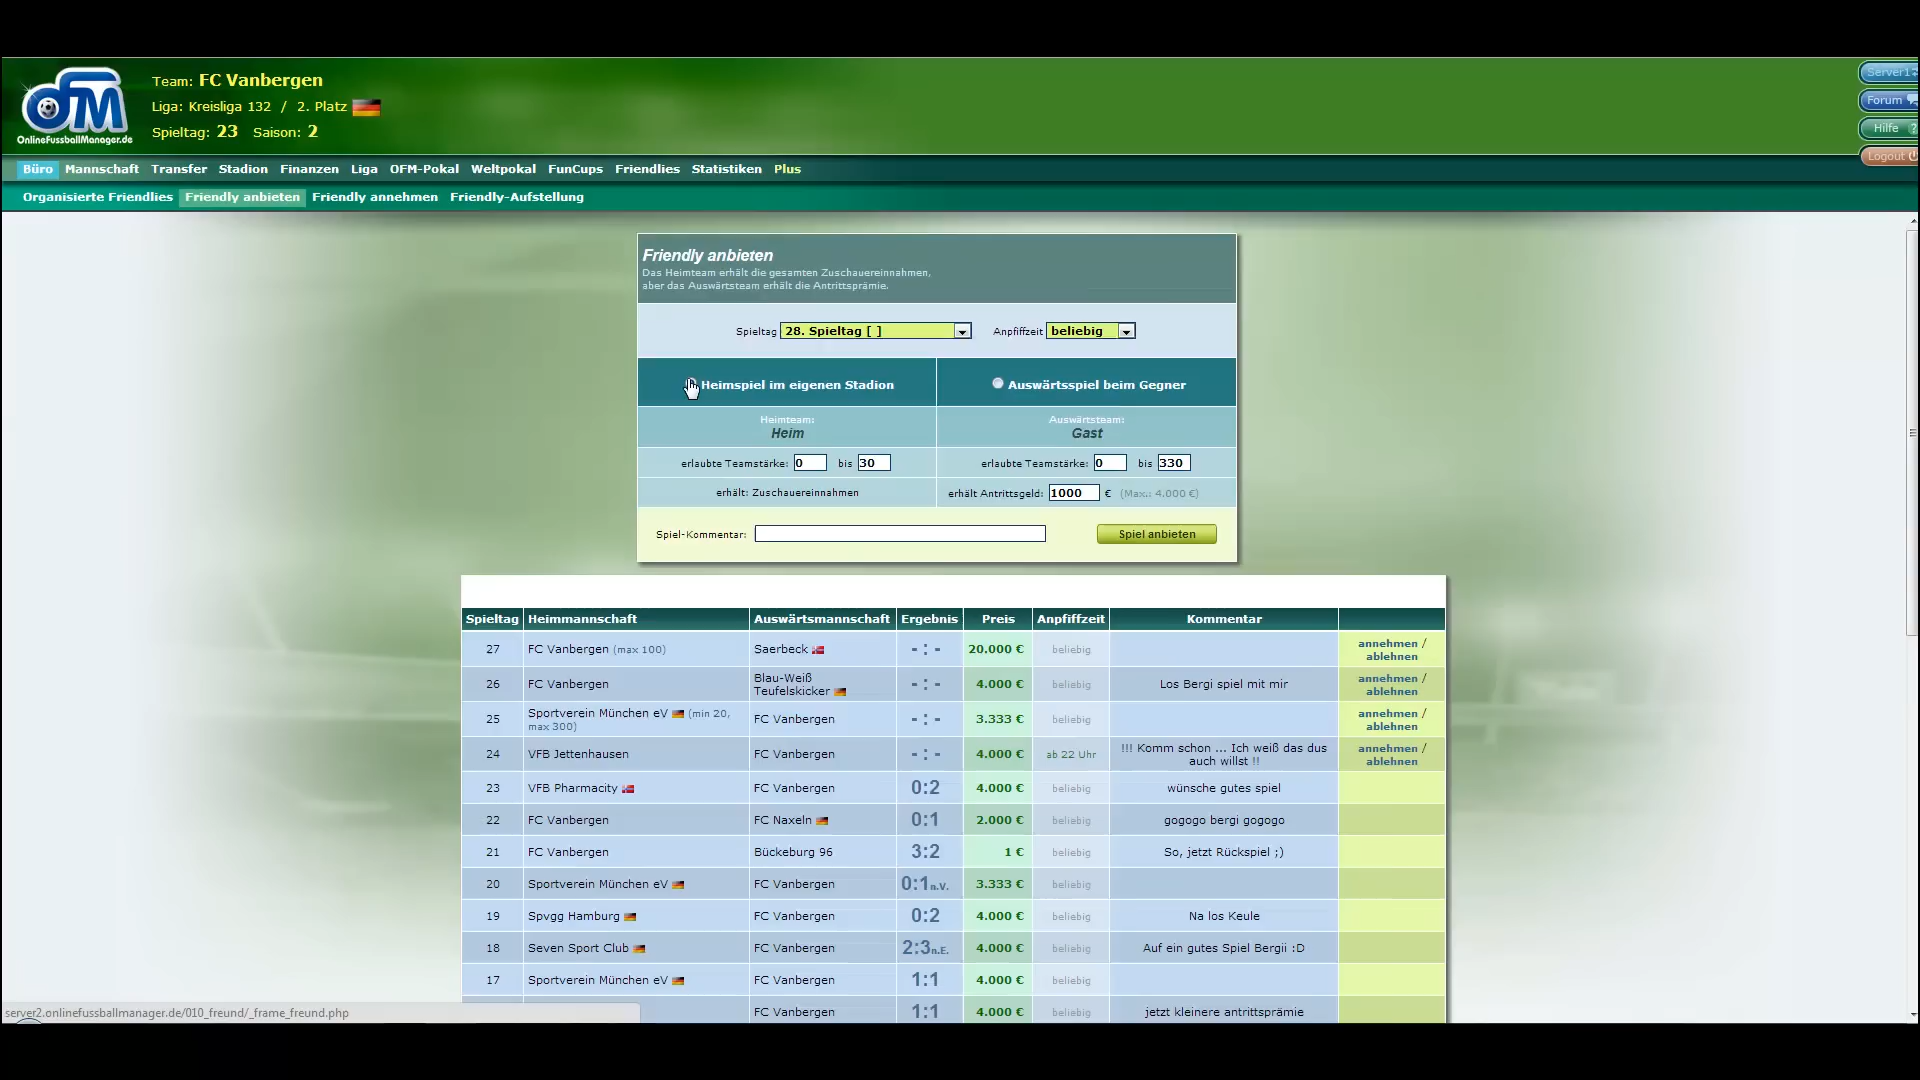 OFM
OnlineFussballManager.de
Team: FC Vanbergen
Liga: Kreisliga 132 / 2. Platz
Spieltag: 23 Saison: 2
Server1
Forum
Hilfe ?
Logout
Büro Mannschaft Transfer Stadion Finanzen Liga OFM-Pokal Weltpokal FunCups Friendlies Statistiken Plus
Organisierte Friendlies Friendly anbieten Friendly annehmen Friendly-Aufstellung
Friendly anbieten
Das Heimteam erhält die gesamten Zuschauereinnahmen,
aber das Auswärtsteam erhält die Antrittsprämie.
Spieltag 28. Spieltag [ ] Anpfiffzeit beliebig
Heimspiel im eigenen Stadion Auswärtsspiel beim Gegner
Heimteam: Auswärtsteam:
Heim Gast
erlaubte Teamstärke: 0 bis 30 erlaubte Teamstärke: 0 bis 330
erhält: Zuschauereinnahmen erhält Antrittsgeld: 1000 € (Max.: 4.000 €)
Spiel-Kommentar: Spiel anbieten
Spieltag Heimmannschaft Auswärtsmannschaft Ergebnis Preis Anpfiffzeit Kommentar
27 FC Vanbergen (max 100) Saerbeck - : - 20.000 € beliebig annehmen /
ablehnen
26 FC Vanbergen Blau-Weiß
Teufelskicker - : - 4.000 € beliebig Los Bergi spiel mit mir annehmen /
ablehnen
25 Sportverein München eV (min 20,
max 300) FC Vanbergen - : - 3.333 € beliebig annehmen /
ablehnen
24 VFB Jettenhausen FC Vanbergen - : - 4.000 € ab 22 Uhr !!! Komm schon ... Ich weiß das dus
auch willst !! annehmen /
ablehnen
23 VFB Pharmacity FC Vanbergen 0:2 4.000 € beliebig wünsche gutes spiel
22 FC Vanbergen FC Naxeln 0:1 2.000 € beliebig gogogo bergi gogogo
21 FC Vanbergen Bückeburg 96 3:2 1 € beliebig So, jetzt Rückspiel ;)
20 Sportverein München eV FC Vanbergen 0:1n.V. 3.333 € beliebig
19 Spvgg Hamburg FC Vanbergen 0:2 4.000 € beliebig Na los Keule
18 Seven Sport Club FC Vanbergen 2:3n.E. 4.000 € beliebig Auf ein gutes Spiel Bergii :D
17 Sportverein München eV FC Vanbergen 1:1 4.000 € beliebig
FC Vanbergen 1:1 4.000 € beliebig jetzt kleinere antrittsprämie
server2.onlinefussballmanager.de/010_freund/_frame_freund.php